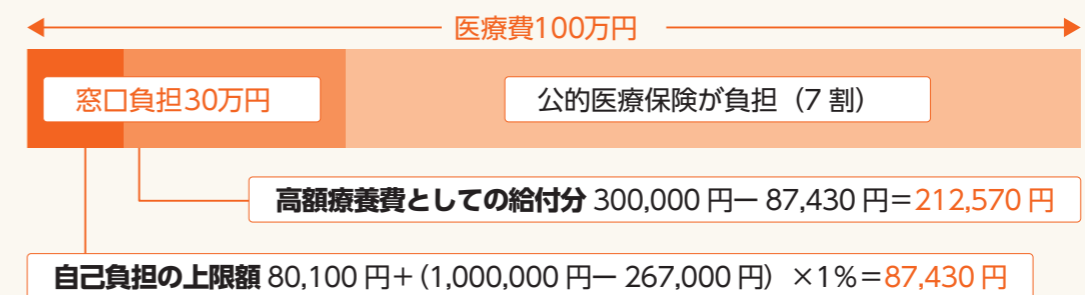 医療費100万円
窓口負担30万円
公的医療保険が負担（7 割）
高額療養費としての給付分 300,000 円ー 87,430 円＝212,570 円
自己負担の上限額 80,100 円＋（1,000,000 円ー 267,000 円）×1％＝87,430 円